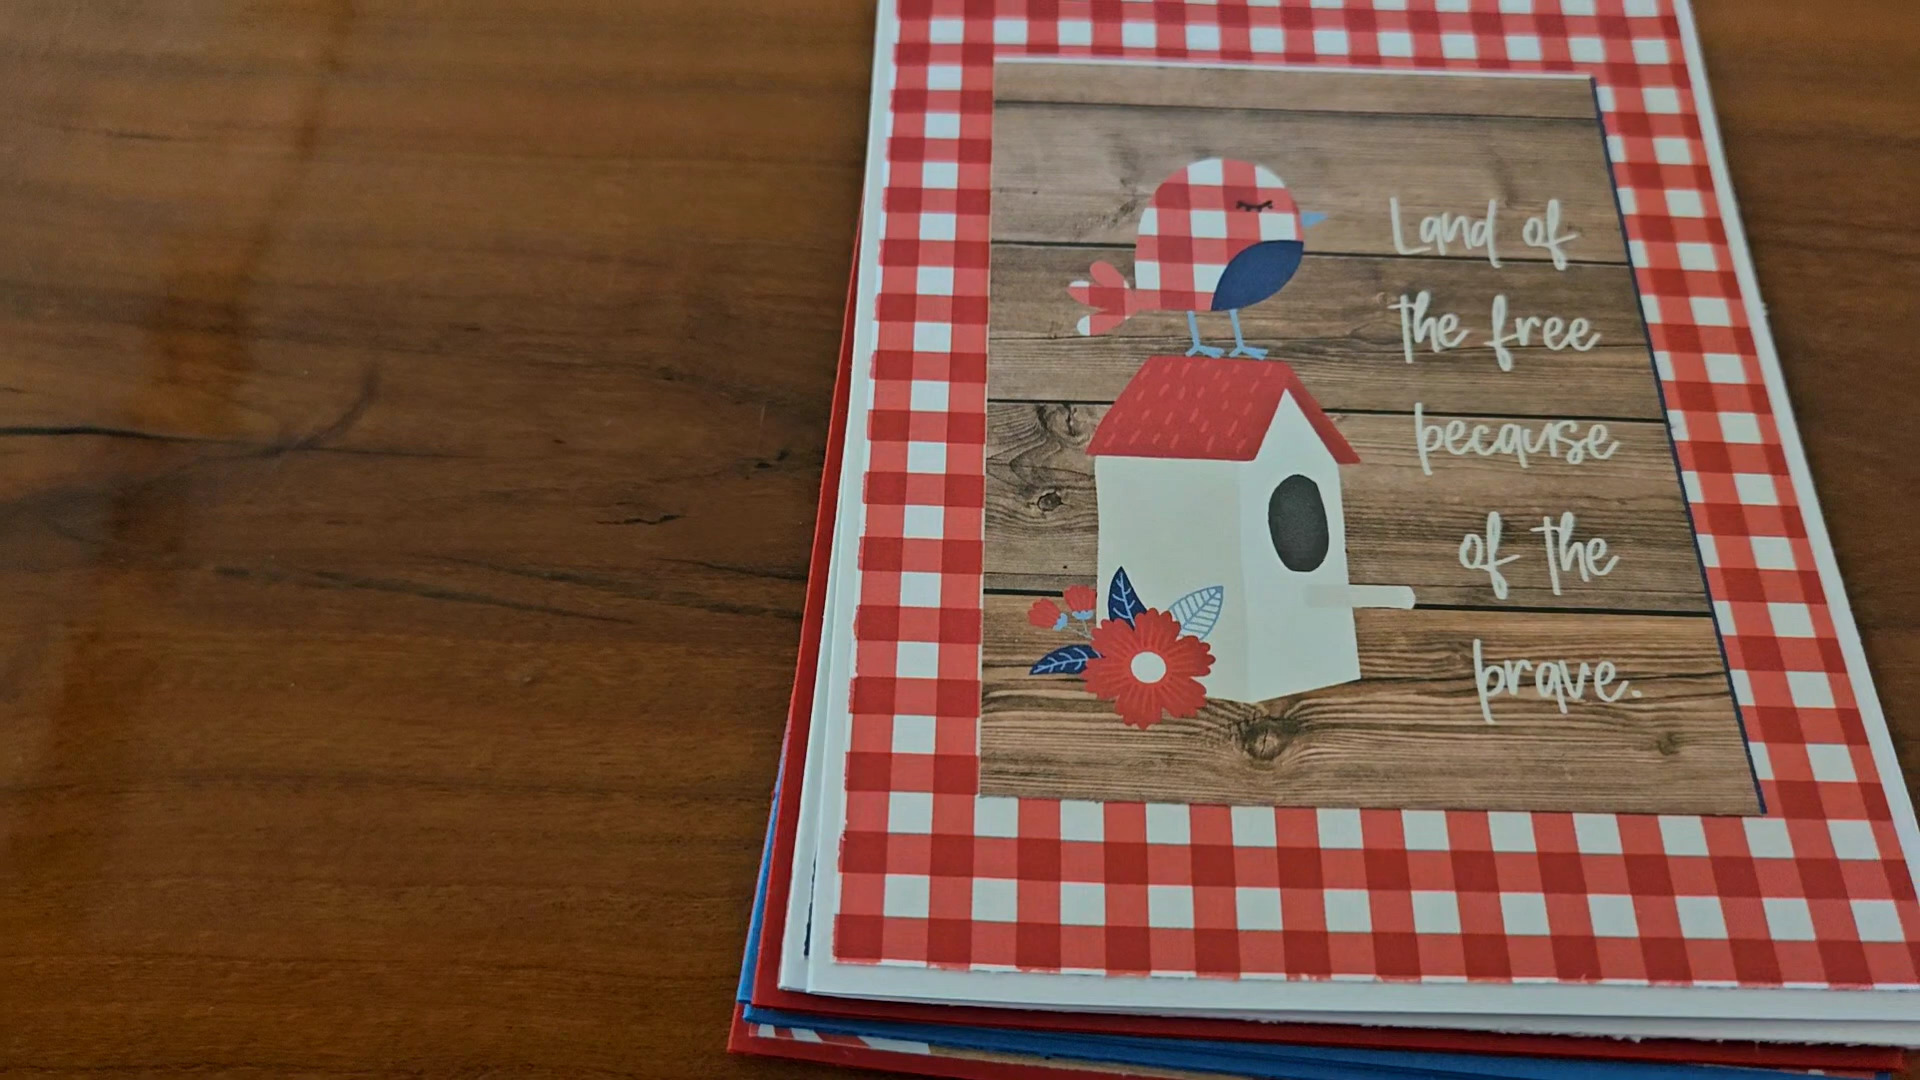 Land of
the free
because
of the
brave.